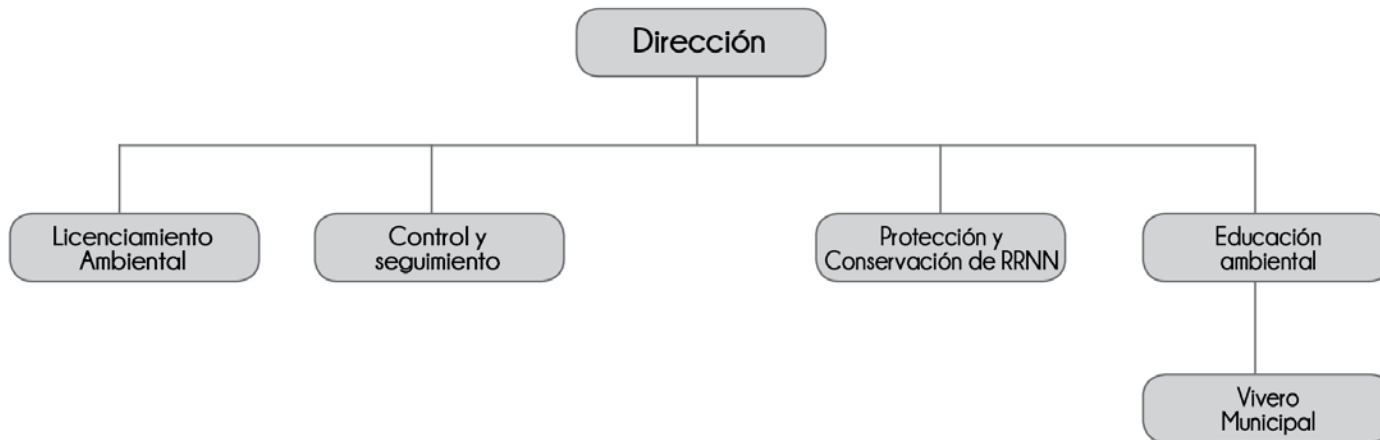 Dirección
Licenciamiento
Ambiental
Control y
seguimiento
Protección y
Conservación de RRNN
Educación
ambiental
Vivero
Municipal